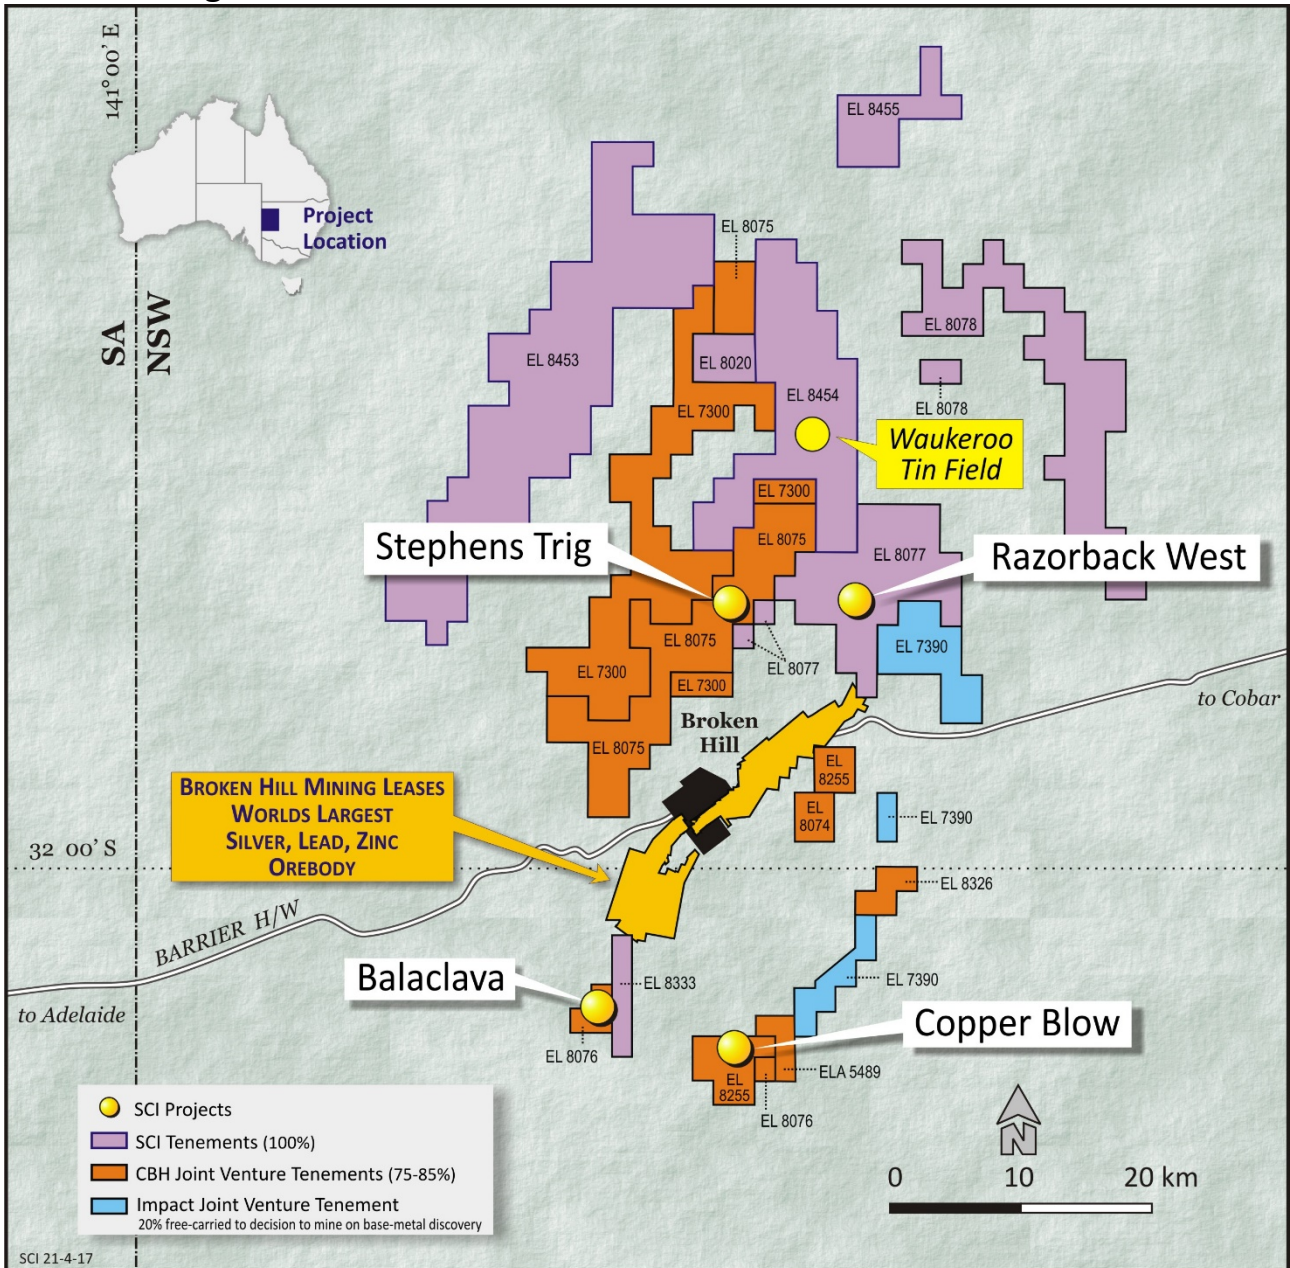 141°00' E
EL 8455
Project
Location
EL 8075
SA
NSW
EL 8453
EL 8020
EL 8078
EL 8454
EL 7300
EL 8078
Waukeroo
Tin Field
EL 7300
Stephens Trig
EL 8075
EL 8077
Razorback West
EL 8075
EL 7390
EL 7300
EL 8077
EL 7300
to Cobar
Broken
Hill
EL 8075
EL
8255
BROKEN HILL MINING LEASES
WORLDS LARGEST
SILVER, LEAD, ZINC
OREBODY
EL
8074
EL 7390
32 00' S
EL 8326
BARRIER H/W
Balaclava
EL 8333
EL 7390
to Adelaide
Copper Blow
EL 8076
ELA 5489
EL
8255
EL 8076
SCI Projects
SCI Tenements (100%)
CBH Joint Venture Tenements (75-85%)
Impact Joint Venture Tenement
20% free-carried to decision to mine on base-metal discovery
N
0 10 20 km
SCI 21-4-17